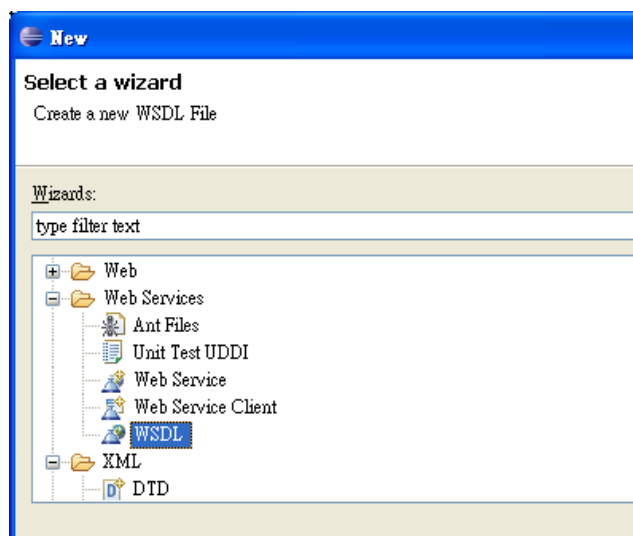 New
Select a wizard
Create a new WSDL File
Wizards:
type filter text
Web
Web Services
Ant Files
Unit Test UDDI
Web Service
Web Service Client
WSDL
XML
DTD